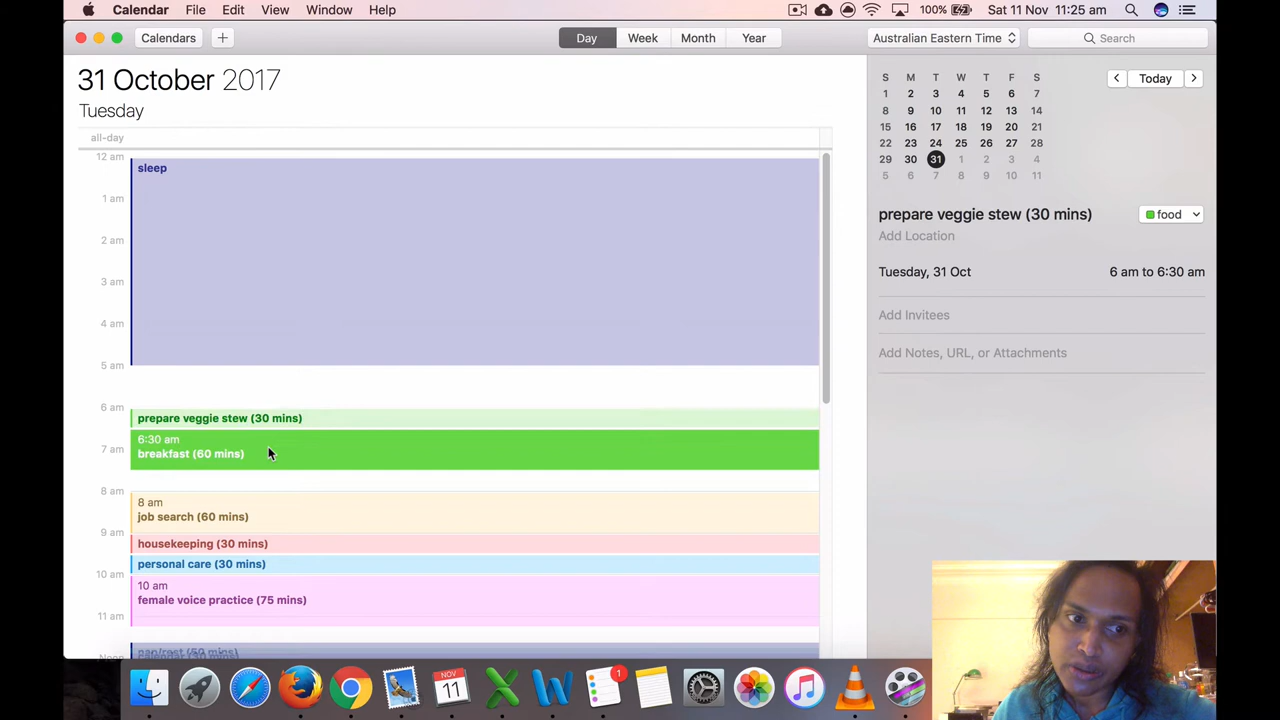 Calendar File Edit View Window Help 100% Sat 11 Nov 11:25 am
Calendars + Day Week Month Year Australian Eastern Time Search
31 October 2017
Tuesday
all-day
12 am
sleep
1 am
2 am
3 am
4 am
5 am
6 am
prepare veggie stew (30 mins)
6:30 am
7 am
breakfast (60 mins)
8 am
8 am
job search (60 mins)
9 am
housekeeping (30 mins)
personal care (30 mins)
10 am
10 am
female voice practice (75 mins)
11 am
Noon
calendar (30 mins)
S M T W T F S
1 2 3 4 5 6 7
8 9 10 11 12 13 14
15 16 17 18 19 20 21
22 23 24 25 26 27 28
29 30 31 1 2 3 4
5 6 7 8 9 10 11
Today
prepare veggie stew (30 mins) food
Add Location
Tuesday, 31 Oct 6 am to 6:30 am
Add Invitees
Add Notes, URL, or Attachments
NOV
11
X
W
1